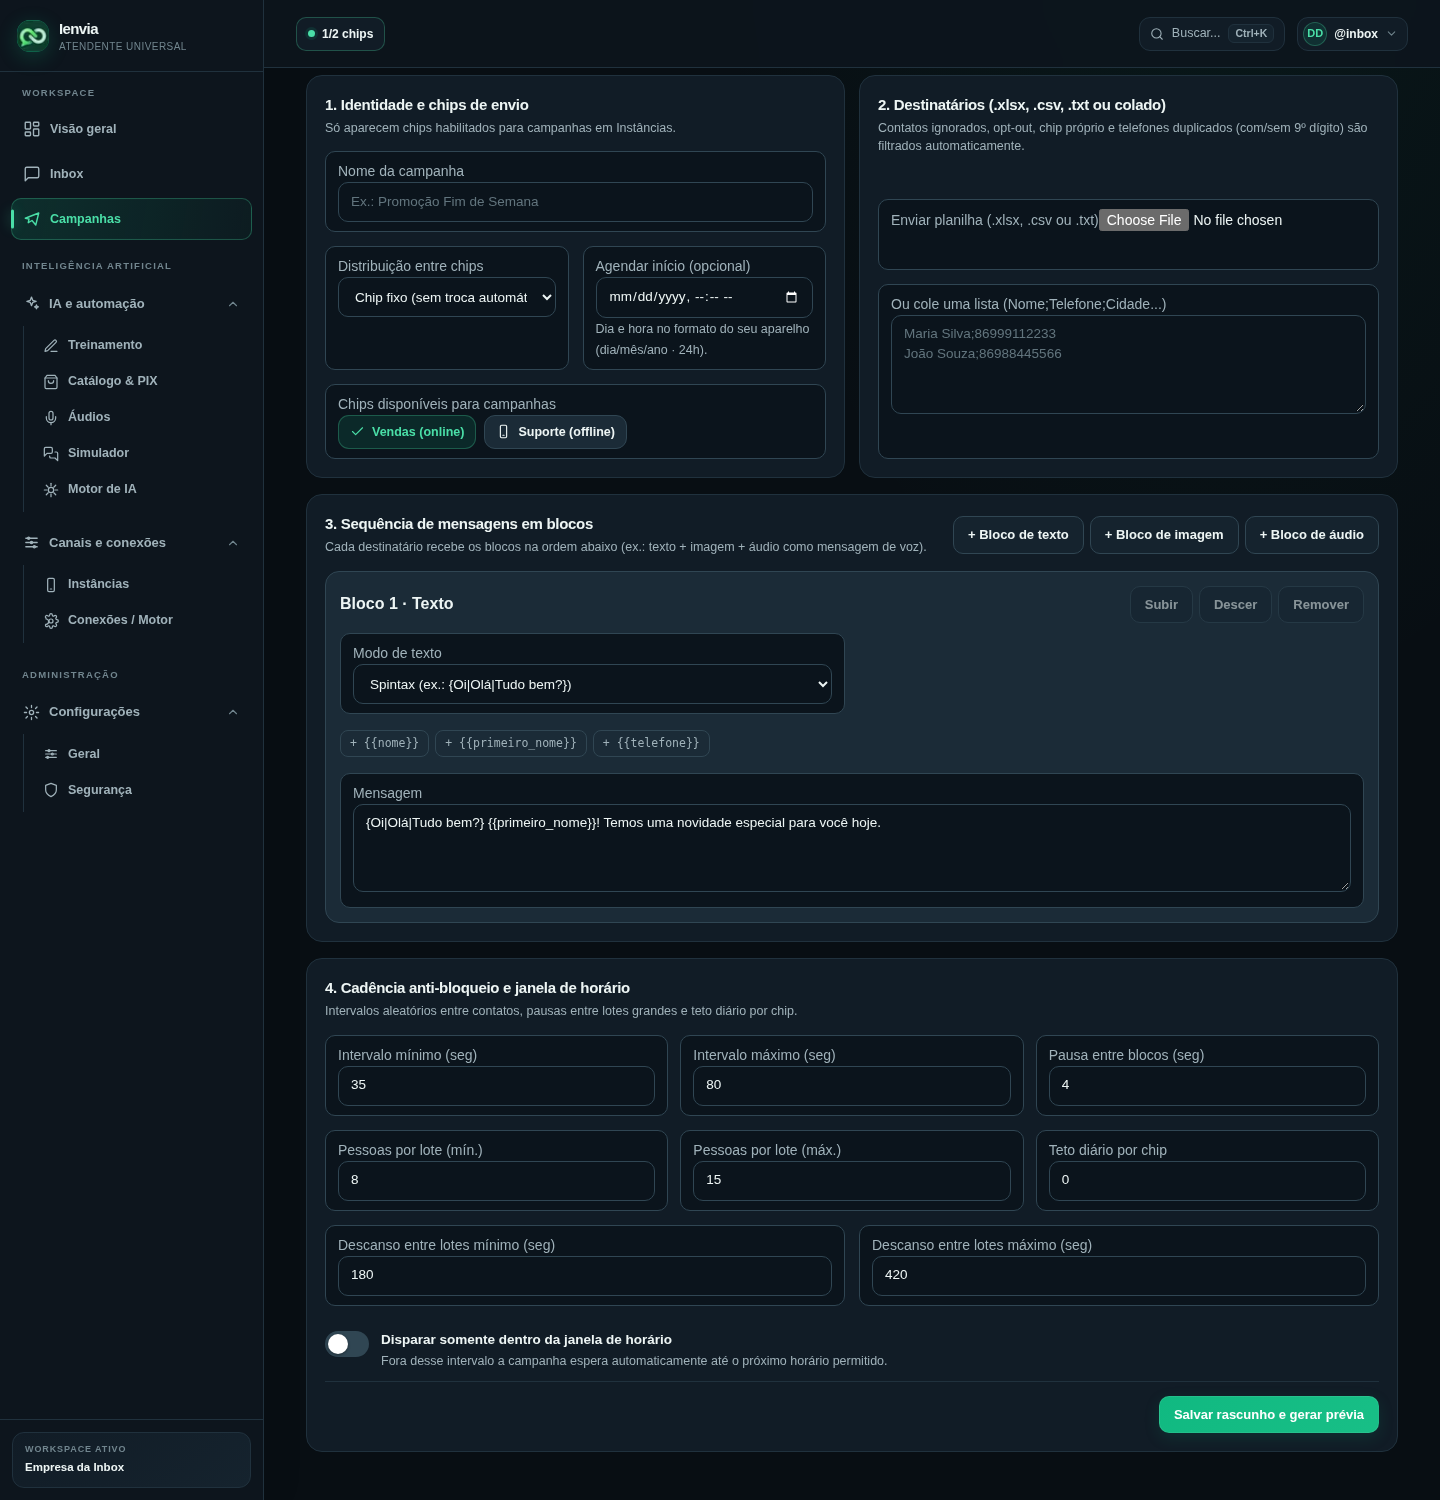 Ienvia
ATENDENTE UNIVERSAL
WORKSPACE
Visão geral
Inbox
Campanhas
INTELIGÊNCIA ARTIFICIAL
IA e automação
Treinamento
Catálogo & PIX
Áudios
Simulador
Motor de IA
Canais e conexões
Instâncias
Conexões / Motor
ADMINISTRAÇÃO
Configurações
Geral
Segurança
WORKSPACE ATIVO
Empresa da Inbox
1/2 chips
Buscar... Ctrl+K
DD @inbox
1. Identidade e chips de envio
Só aparecem chips habilitados para campanhas em Instâncias.
Nome da campanha
Ex.: Promoção Fim de Semana
Distribuição entre chips
Chip fixo (sem troca automát
Agendar início (opcional)
mm/dd/yyyy, --:-- --
Dia e hora no formato do seu aparelho
(dia/mês/ano · 24h).
Chips disponíveis para campanhas
Vendas (online) Suporte (offline)
2. Destinatários (.xlsx, .csv, .txt ou colado)
Contatos ignorados, opt-out, chip próprio e telefones duplicados (com/sem 9º dígito) são
filtrados automaticamente.
Enviar planilha (.xlsx, .csv ou .txt) Choose File No file chosen
Ou cole uma lista (Nome;Telefone;Cidade...)
Maria Silva;86999112233
João Souza;86988445566
3. Sequência de mensagens em blocos
Cada destinatário recebe os blocos na ordem abaixo (ex.: texto + imagem + áudio como mensagem de voz).
+ Bloco de texto + Bloco de imagem + Bloco de áudio
Bloco 1 · Texto
Subir Descer Remover
Modo de texto
Spintax (ex.: {Oi|Olá|Tudo bem?})
+ {{nome}} + {{primeiro_nome}} + {{telefone}}
Mensagem
{Oi|Olá|Tudo bem?} {{primeiro_nome}}! Temos uma novidade especial para você hoje.
4. Cadência anti-bloqueio e janela de horário
Intervalos aleatórios entre contatos, pausas entre lotes grandes e teto diário por chip.
Intervalo mínimo (seg)
35
Intervalo máximo (seg)
80
Pausa entre blocos (seg)
4
Pessoas por lote (mín.)
8
Pessoas por lote (máx.)
15
Teto diário por chip
0
Descanso entre lotes mínimo (seg)
180
Descanso entre lotes máximo (seg)
420
Disparar somente dentro da janela de horário
Fora desse intervalo a campanha espera automaticamente até o próximo horário permitido.
Salvar rascunho e gerar prévia